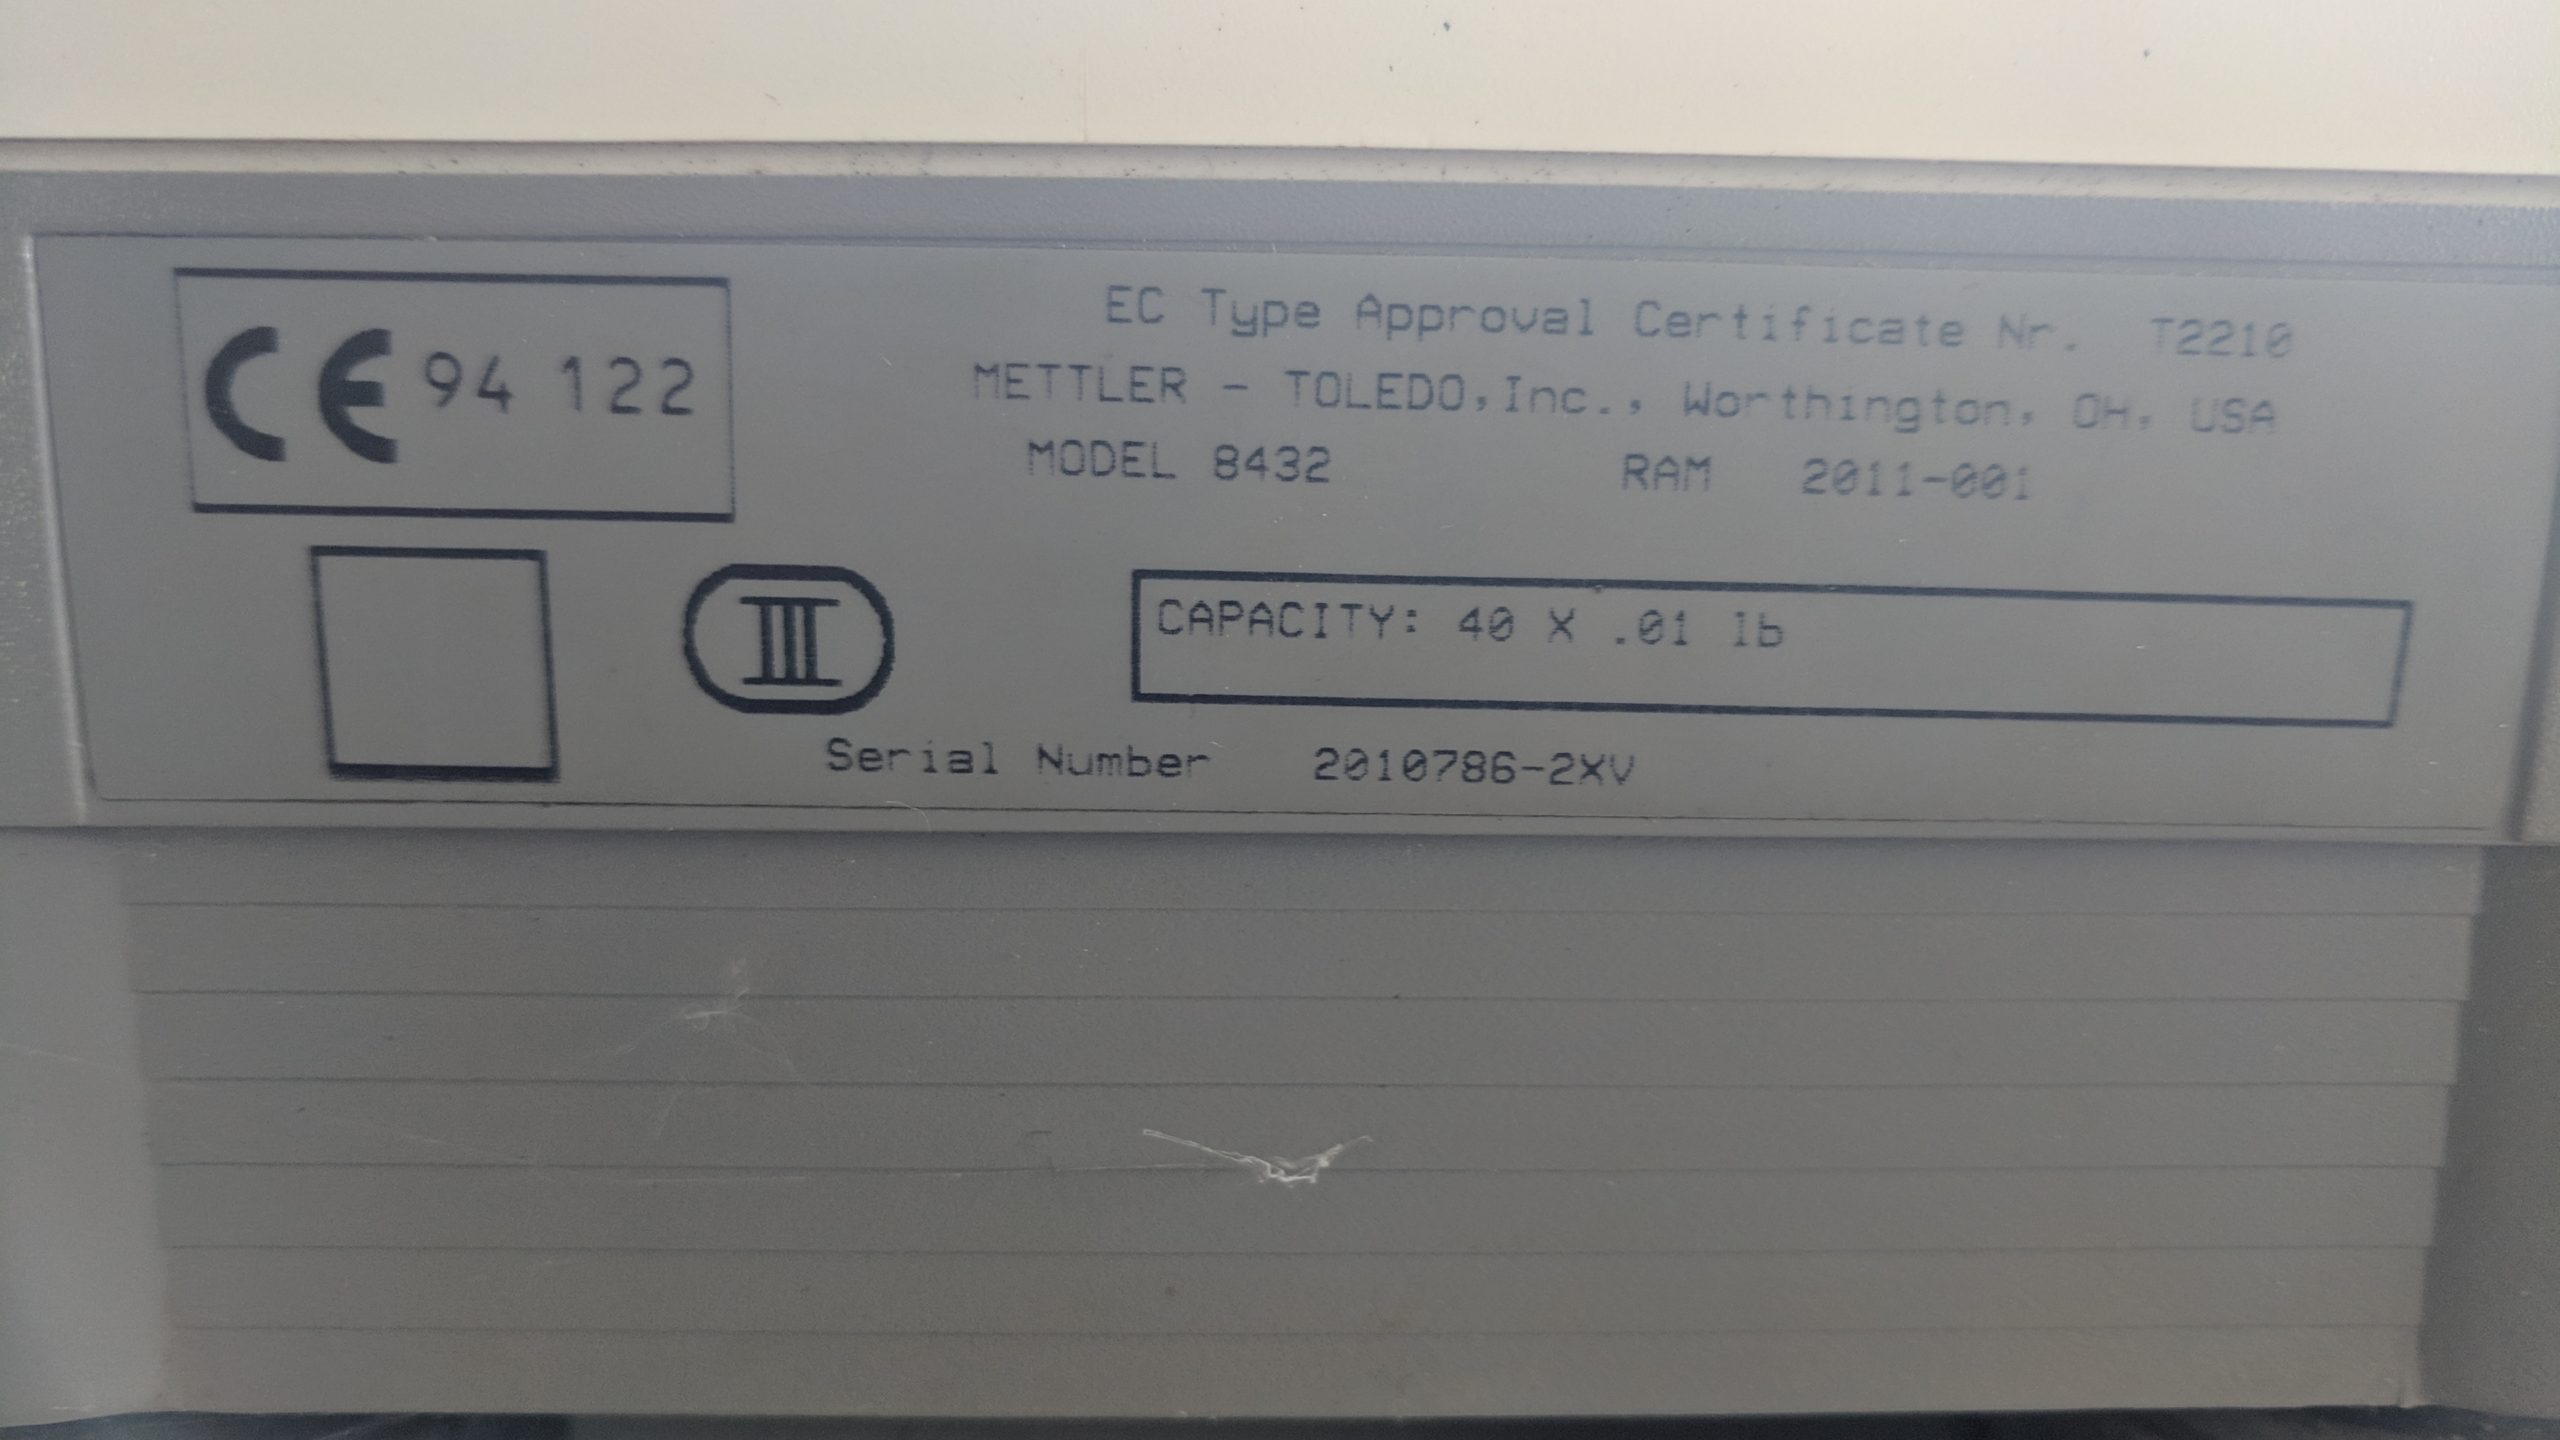 CE 94 122
EC Type Approval Certificate Nr. T2210
METTLER - TOLEDO,Inc., Worthington, OH, USA
MODEL 8432 RAM 2011-001
III
CAPACITY: 40 X .01 lb
Serial Number 2010786-2XV